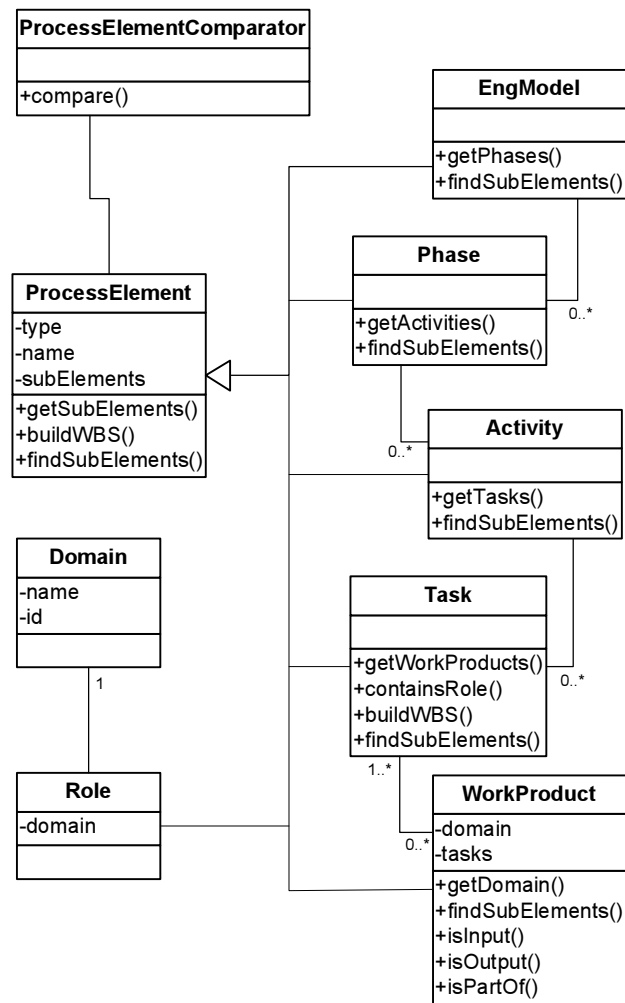 ProcessElementComparator
+compare()
EngModel
+getPhases()
+findSubElements()
Phase
+getActivities()
+findSubElements()
0..*
ProcessElement
-type
-name
-subElements
+getSubElements()
+buildWBS()
+findSubElements()
Activity
+getTasks()
+findSubElements()
0..*
Domain
-name
-id
1
Task
+getWorkProducts()
+containsRole()
+buildWBS()
+findSubElements()
0..*
1..*
Role
-domain
WorkProduct
-domain
-tasks
+getDomain()
+findSubElements()
+isInput()
+isOutput()
+isPartOf()
0..*